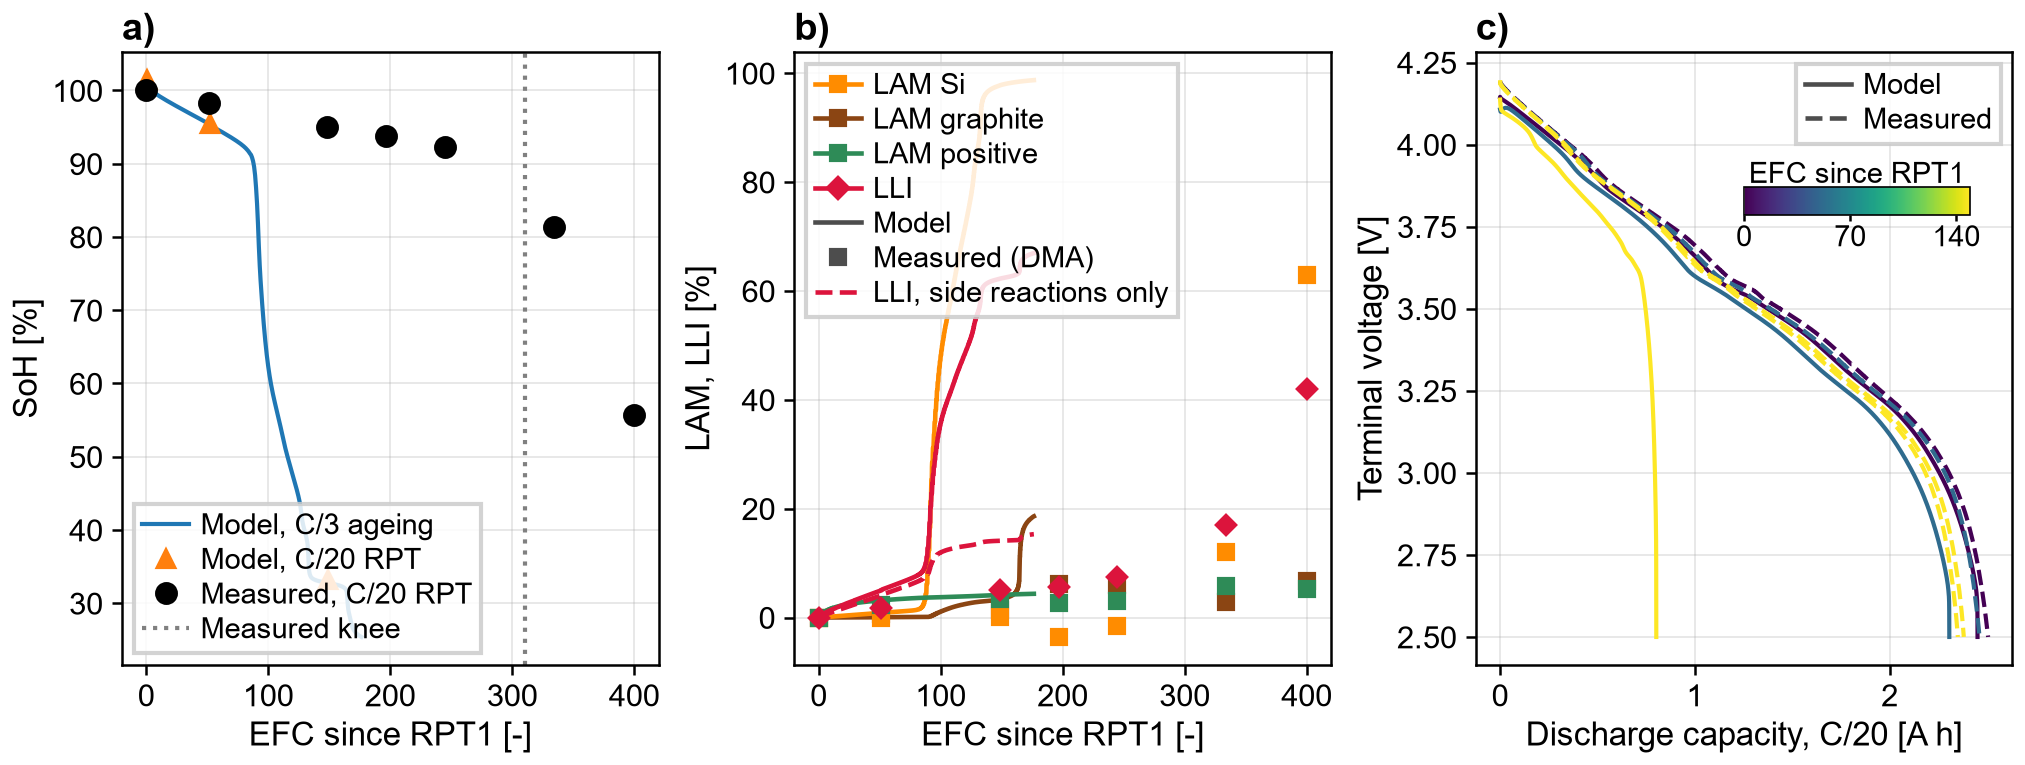 a)
100
90
80
70
60
50
40
30
SoH [%]
Model, C/3 ageing
Model, C/20 RPT
Measured, C/20 RPT
Measured knee
0
100
200
300
400
EFC since RPT1 [-]
b)
100
80
60
40
20
0
LAM, LLI [%]
LAM Si
LAM graphite
LAM positive
LLI
Model
Measured (DMA)
LLI, side reactions only
0
100
200
300
400
EFC since RPT1 [-]
c)
4.25
4.00
3.75
3.50
3.25
3.00
2.75
2.50
Terminal voltage [V]
Model
Measured
EFC since RPT1
0
70
140
0
1
2
Discharge capacity, C/20 [A h]